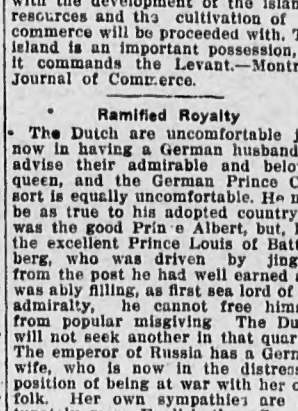 with the development of the islan
resources and tha cultivation of
commerce will be proceeded with. T
island is an important possession,
it commands the Levant.—Montr
Journal of Commerce.
Ramified Royalty
The Dutch are uncomfortable j
now in having a German husband
advise their admirable and belov
queen, and the German Prince C
sort is equally uncomfortable. He m
be as true to his adopted country
was the good Prin e Albert, but, l
the excellent Prince Louis of Batt
berg, who was driven by jing
from the post he had well earned a
was ably filling, as first sea lord of
admiralty, he cannot free hims
from popular misgiving The Du
will not seek another in that quar
The emperor of Russia has a Germ
wife, who is now in the distress
position of being at war with her o
folk. Her own sympathies are